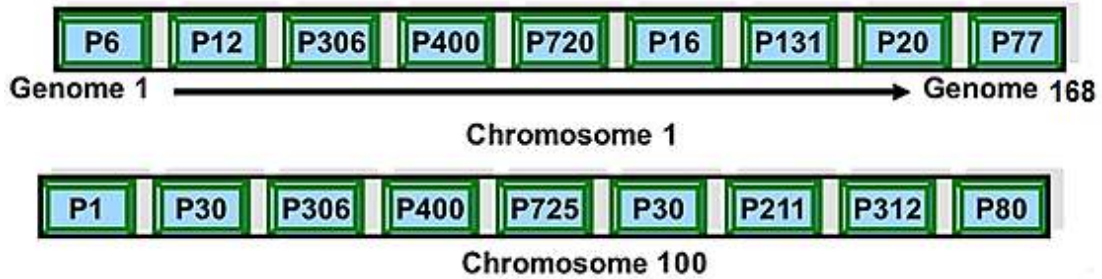 P6 P12 P306 P400 P720 P16 P131 P20 P77
Genome 1 Genome 168
Chromosome 1
P1 P30 P306 P400 P725 P30 P211 P312 P80
Chromosome 100